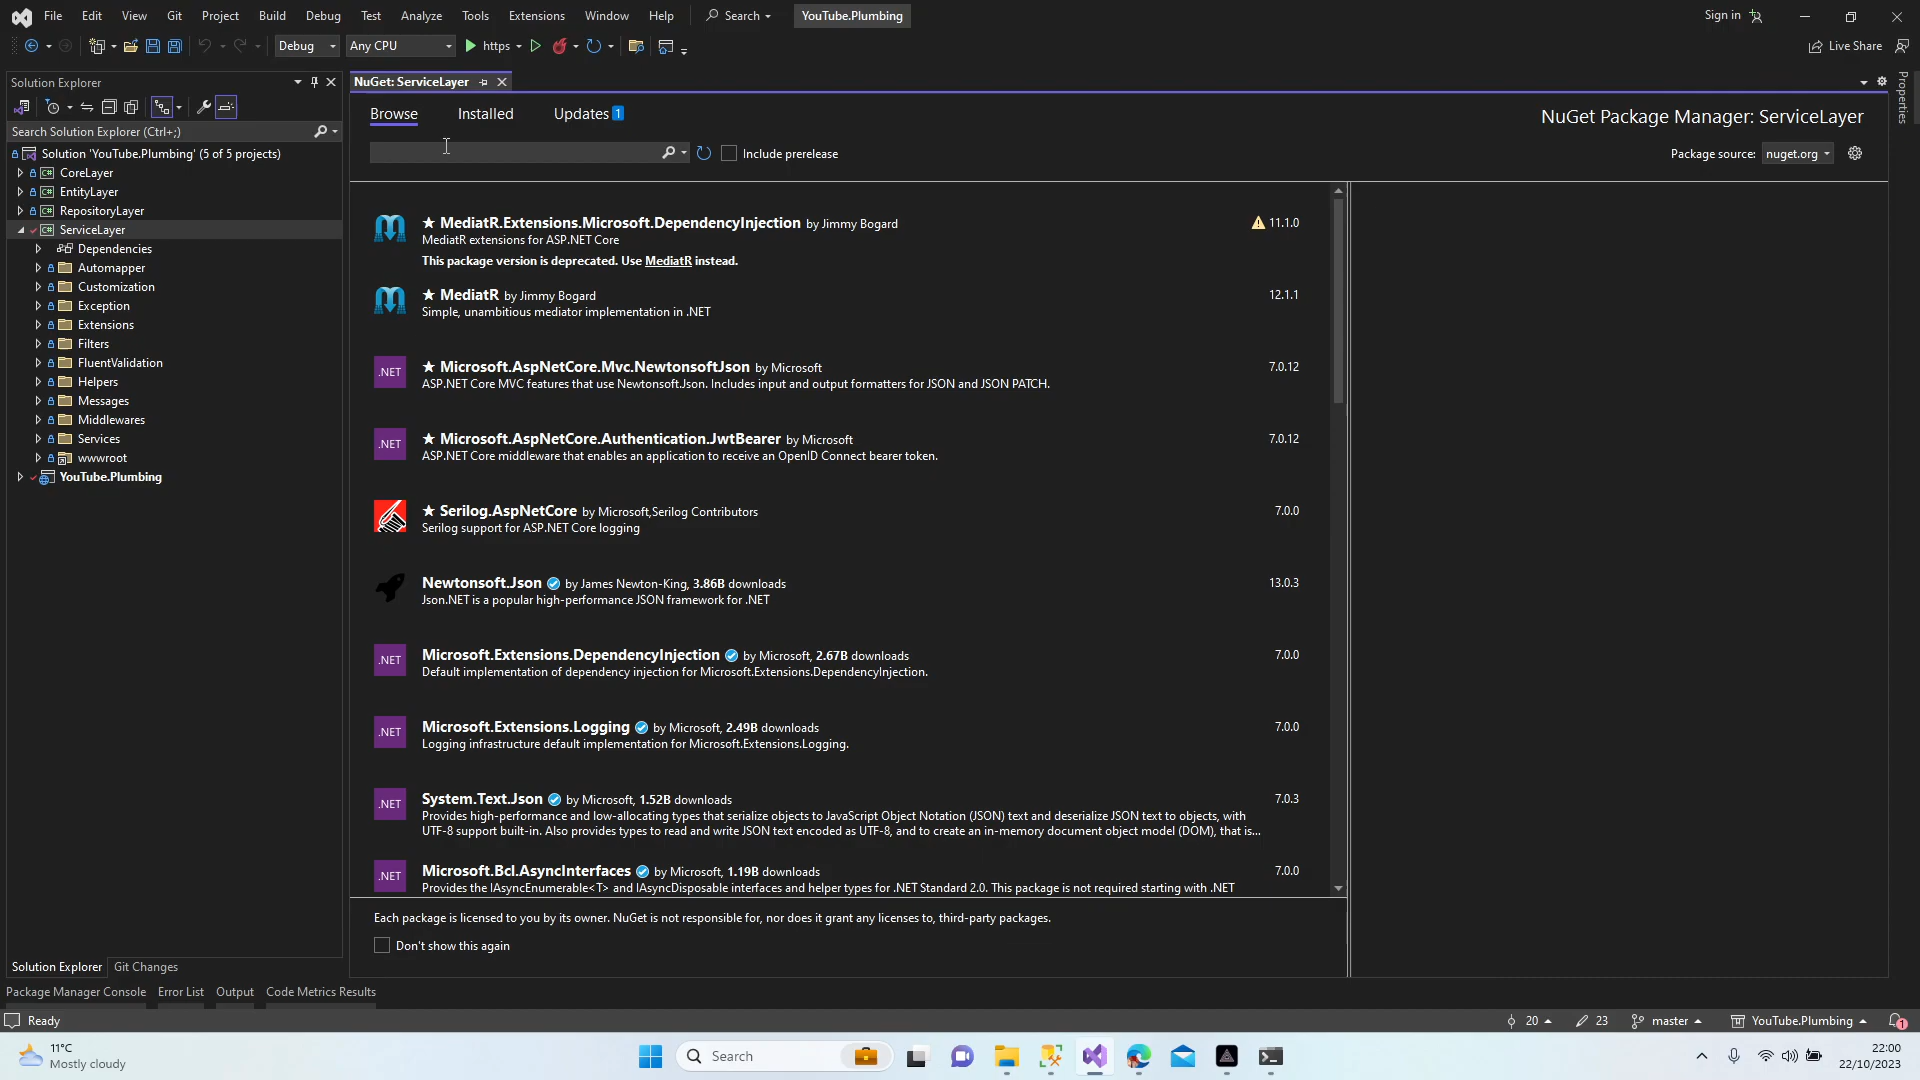 File Edit View Git Project Build Debug Test Analyze Tools Extensions Window Help Search YouTube.Plumbing Sign in
Debug Any CPU https Live Share
Solution Explorer
Search Solution Explorer (Ctrl+;)
Solution 'YouTube.Plumbing' (5 of 5 projects)
CoreLayer
EntityLayer
RepositoryLayer
ServiceLayer
Dependencies
Automapper
Customization
Exception
Extensions
Filters
FluentValidation
Helpers
Messages
Middlewares
Services
wwwroot
YouTube.Plumbing
Solution Explorer Git Changes
NuGet: ServiceLayer
Browse Installed Updates 1
NuGet Package Manager: ServiceLayer
Include prerelease
Package source: nuget.org
MediatR.Extensions.Microsoft.DependencyInjection by Jimmy Bogard 11.1.0
MediatR extensions for ASP.NET Core
This package version is deprecated. Use MediatR instead.
MediatR by Jimmy Bogard 12.1.1
Simple, unambitious mediator implementation in .NET
.NET
Microsoft.AspNetCore.Mvc.NewtonsoftJson by Microsoft 7.0.12
ASP.NET Core MVC features that use Newtonsoft.Json. Includes input and output formatters for JSON and JSON PATCH.
.NET
Microsoft.AspNetCore.Authentication.JwtBearer by Microsoft 7.0.12
ASP.NET Core middleware that enables an application to receive an OpenID Connect bearer token.
Serilog.AspNetCore by Microsoft,Serilog Contributors 7.0.0
Serilog support for ASP.NET Core logging
Newtonsoft.Json by James Newton-King, 3.86B downloads 13.0.3
Json.NET is a popular high-performance JSON framework for .NET
.NET
Microsoft.Extensions.DependencyInjection by Microsoft, 2.67B downloads 7.0.0
Default implementation of dependency injection for Microsoft.Extensions.DependencyInjection.
.NET
Microsoft.Extensions.Logging by Microsoft, 2.49B downloads 7.0.0
Logging infrastructure default implementation for Microsoft.Extensions.Logging.
.NET
System.Text.Json by Microsoft, 1.52B downloads 7.0.3
Provides high-performance and low-allocating types that serialize objects to JavaScript Object Notation (JSON) text and deserialize JSON text to objects, with
UTF-8 support built-in. Also provides types to read and write JSON text encoded as UTF-8, and to create an in-memory document object model (DOM), that is...
.NET
Microsoft.Bcl.AsyncInterfaces by Microsoft, 1.19B downloads 7.0.0
Provides the IAsyncEnumerable<T> and IAsyncDisposable interfaces and helper types for .NET Standard 2.0. This package is not required starting with .NET
Each package is licensed to you by its owner. NuGet is not responsible for, nor does it grant any licenses to, third-party packages.
Don't show this again
Properties
Package Manager Console Error List Output Code Metrics Results
Ready 20 23 master YouTube.Plumbing 1
11°C
Mostly cloudy
Search
22:00
22/10/2023